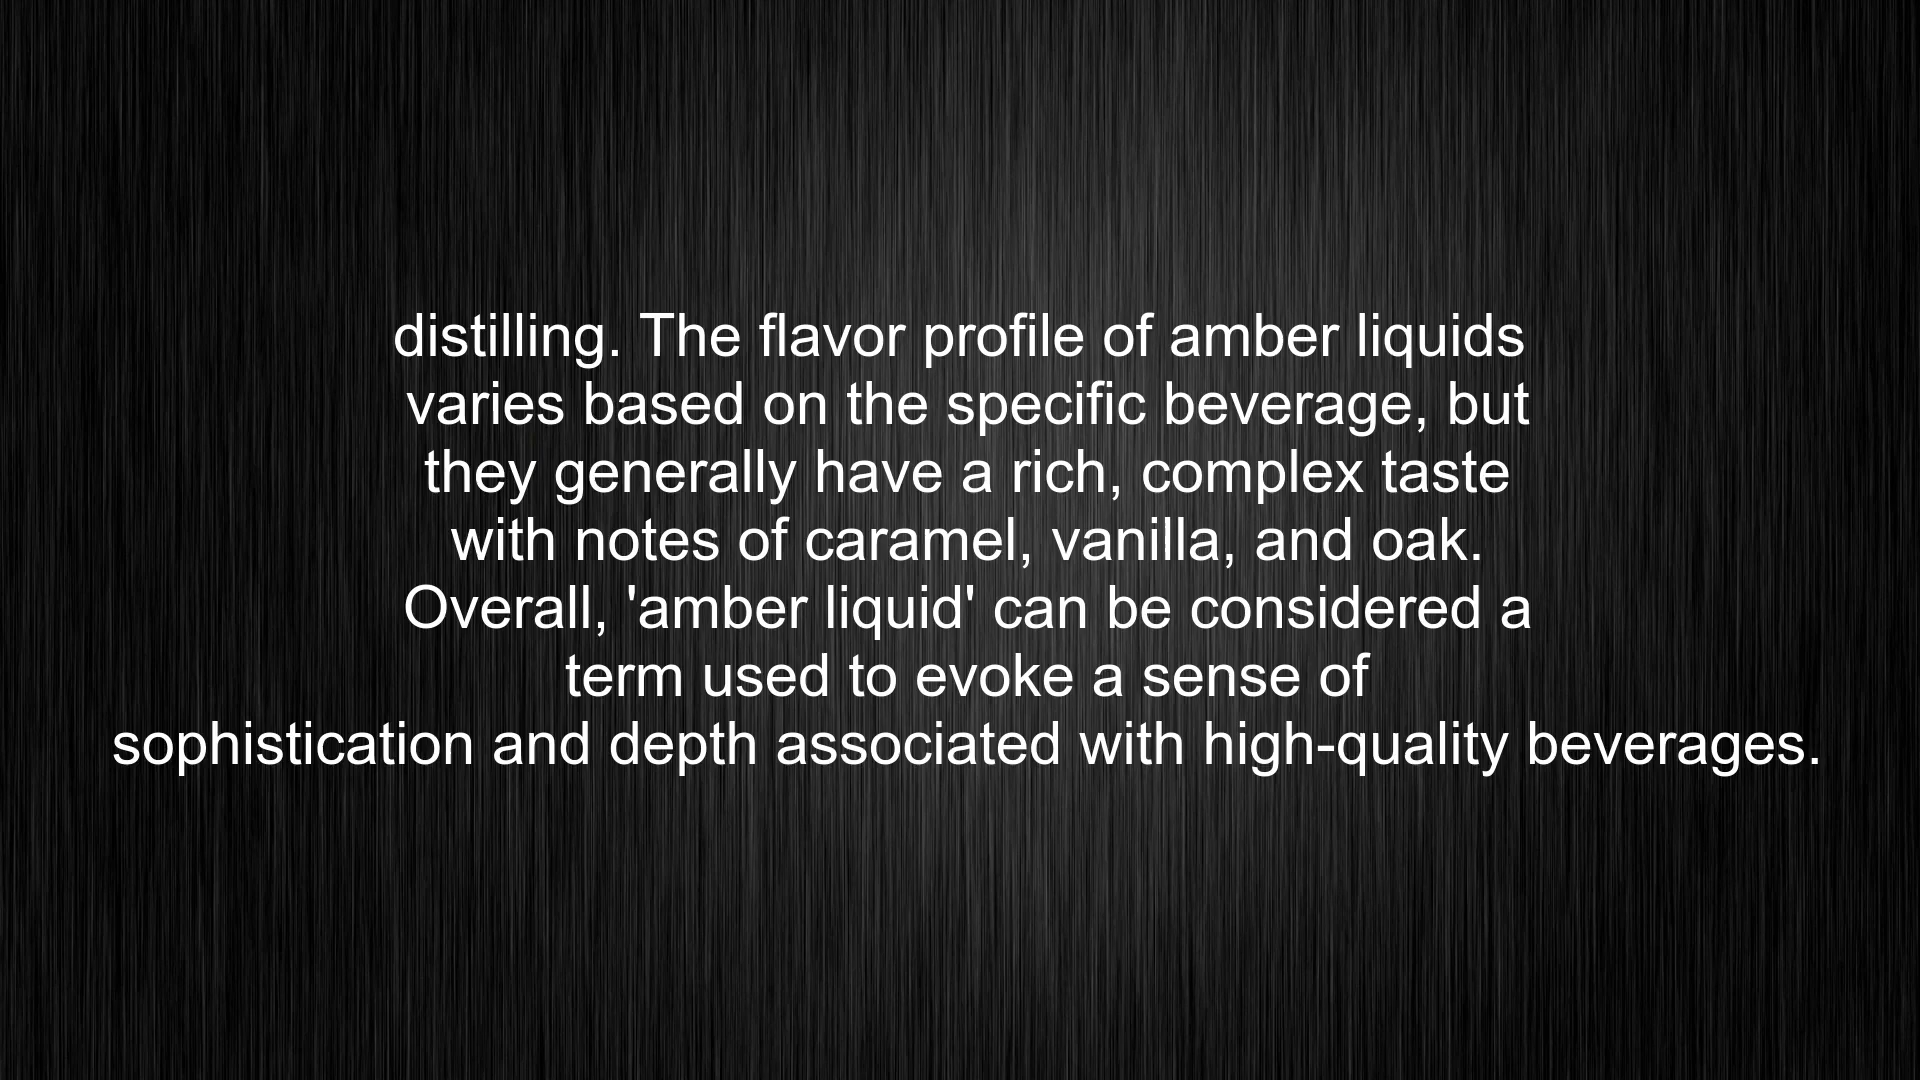 distilling. The flavor profile of amber liquids
varies based on the specific beverage, but
they generally have a rich, complex taste
with notes of caramel, vanilla, and oak.
Overall, 'amber liquid' can be considered a
term used to evoke a sense of
sophistication and depth associated with high-quality beverages.